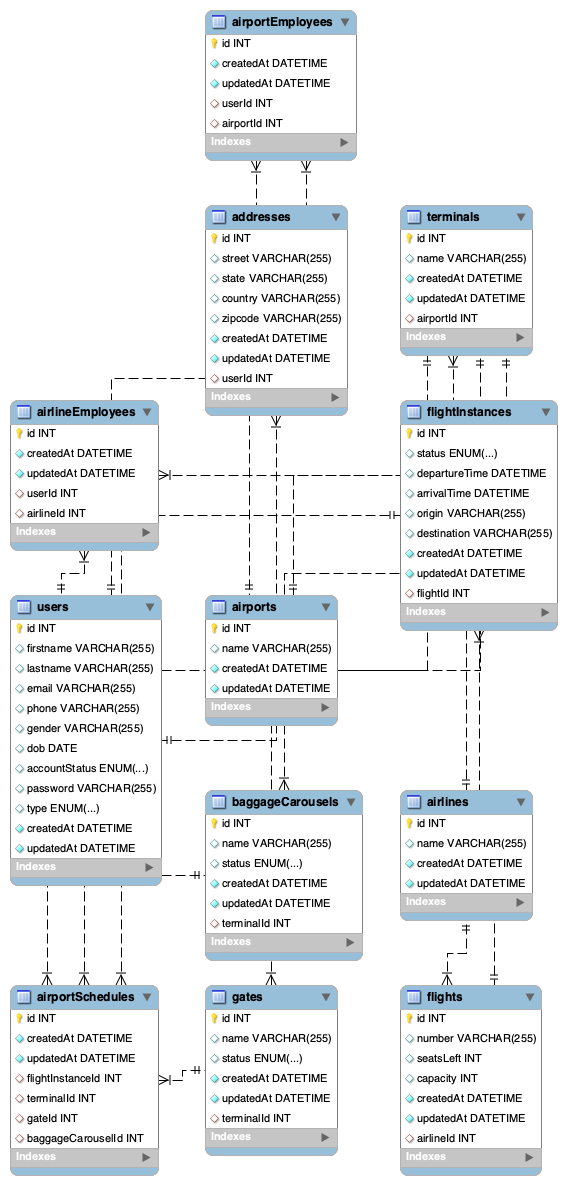 airportEmployees
id INT
createdAt DATETIME
updatedAt DATETIME
userId INT
airportId INT
Indexes
addresses
id INT
street VARCHAR(255)
state VARCHAR(255)
country VARCHAR(255)
zipcode VARCHAR(255)
createdAt DATETIME
updatedAt DATETIME
userId INT
Indexes
terminals
id INT
name VARCHAR(255)
createdAt DATETIME
updatedAt DATETIME
airportId INT
Indexes
airlineEmployees
id INT
createdAt DATETIME
updatedAt DATETIME
userId INT
airlineId INT
Indexes
flightInstances
id INT
status ENUM(...)
departureTime DATETIME
arrivalTime DATETIME
origin VARCHAR(255)
destination VARCHAR(255)
createdAt DATETIME
updatedAt DATETIME
flightId INT
Indexes
users
id INT
firstname VARCHAR(255)
lastname VARCHAR(255)
email VARCHAR(255)
phone VARCHAR(255)
gender VARCHAR(255)
dob DATE
accountStatus ENUM(...)
password VARCHAR(255)
type ENUM(...)
createdAt DATETIME
updatedAt DATETIME
Indexes
airports
id INT
name VARCHAR(255)
createdAt DATETIME
updatedAt DATETIME
Indexes
baggageCarousels
id INT
name VARCHAR(255)
status ENUM(...)
createdAt DATETIME
updatedAt DATETIME
terminalId INT
Indexes
airlines
id INT
name VARCHAR(255)
createdAt DATETIME
updatedAt DATETIME
Indexes
airportSchedules
id INT
createdAt DATETIME
updatedAt DATETIME
flightInstanceId INT
terminalId INT
gateId INT
baggageCarouselId INT
Indexes
gates
id INT
name VARCHAR(255)
status ENUM(...)
createdAt DATETIME
updatedAt DATETIME
terminalId INT
Indexes
flights
id INT
number VARCHAR(255)
seatsLeft INT
capacity INT
createdAt DATETIME
updatedAt DATETIME
airlineId INT
Indexes